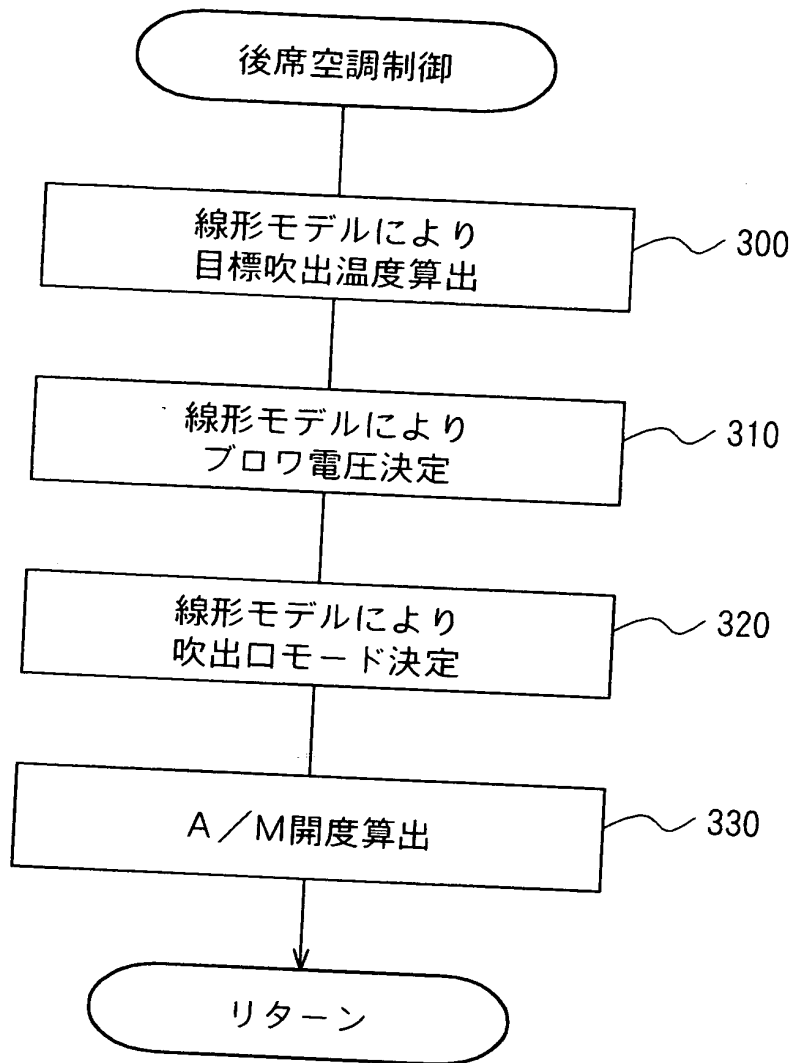 後席空調制御
線形モデルにより
目標吹出温度算出
300
線形モデルにより
ブロワ電圧決定
310
線形モデルにより
吹出口モード決定
320
A／M開度算出
330
リターン